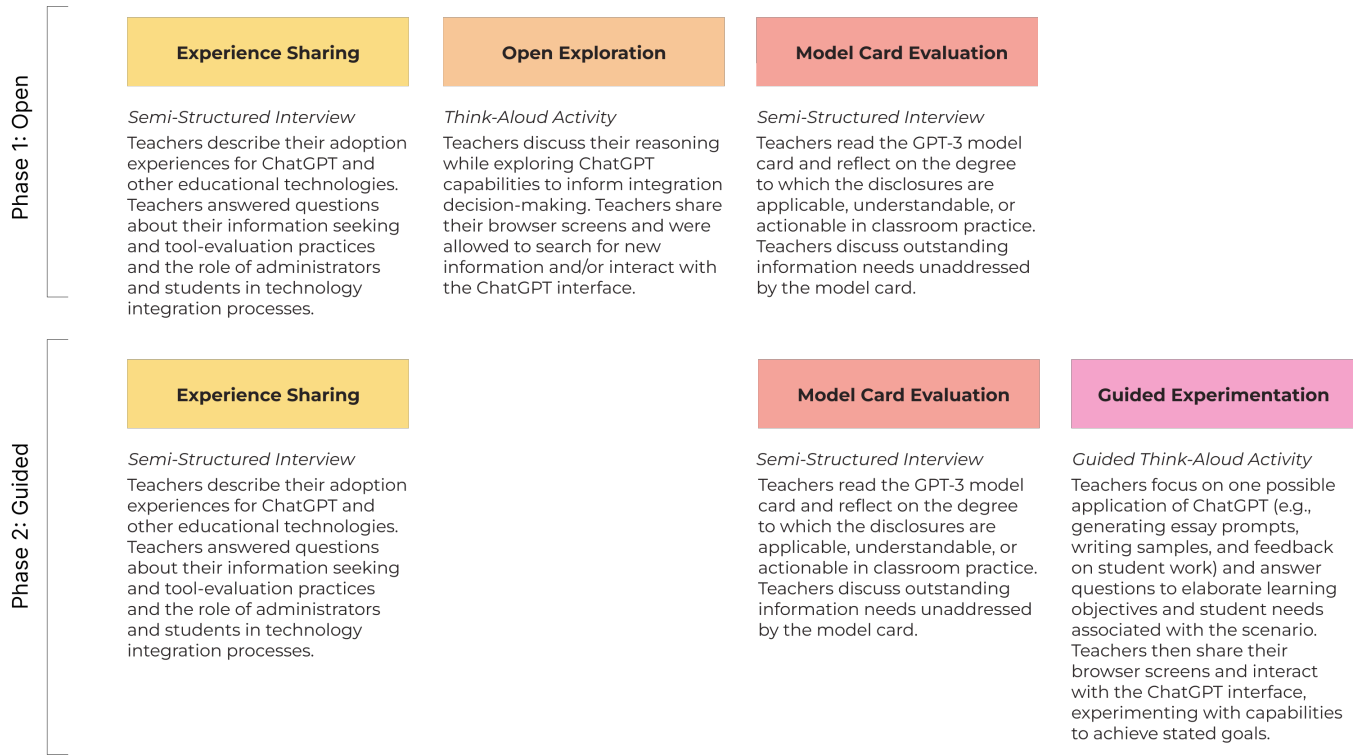 Phase 1: Open
Experience Sharing
Semi-Structured Interview
Teachers describe their adoption
experiences for ChatGPT and
other educational technologies.
Teachers answered questions
about their information seeking
and tool-evaluation practices
and the role of administrators
and students in technology
integration processes.
Open Exploration
Think-Aloud Activity
Teachers discuss their reasoning
while exploring ChatGPT
capabilities to inform integration
decision-making. Teachers share
their browser screens and were
allowed to search for new
information and/or interact with
the ChatGPT interface.
Model Card Evaluation
Semi-Structured Interview
Teachers read the GPT-3 model
card and reflect on the degree
to which the disclosures are
applicable, understandable, or
actionable in classroom practice.
Teachers discuss outstanding
information needs unaddressed
by the model card.
Phase 2: Guided
Experience Sharing
Semi-Structured Interview
Teachers describe their adoption
experiences for ChatGPT and
other educational technologies.
Teachers answered questions
about their information seeking
and tool-evaluation practices
and the role of administrators
and students in technology
integration processes.
Model Card Evaluation
Semi-Structured Interview
Teachers read the GPT-3 model
card and reflect on the degree
to which the disclosures are
applicable, understandable, or
actionable in classroom practice.
Teachers discuss outstanding
information needs unaddressed
by the model card.
Guided Experimentation
Guided Think-Aloud Activity
Teachers focus on one possible
application of ChatGPT (e.g.,
generating essay prompts,
writing samples, and feedback
on student work) and answer
questions to elaborate learning
objectives and student needs
associated with the scenario.
Teachers then share their
browser screens and interact
with the ChatGPT interface,
experimenting with capabilities
to achieve stated goals.